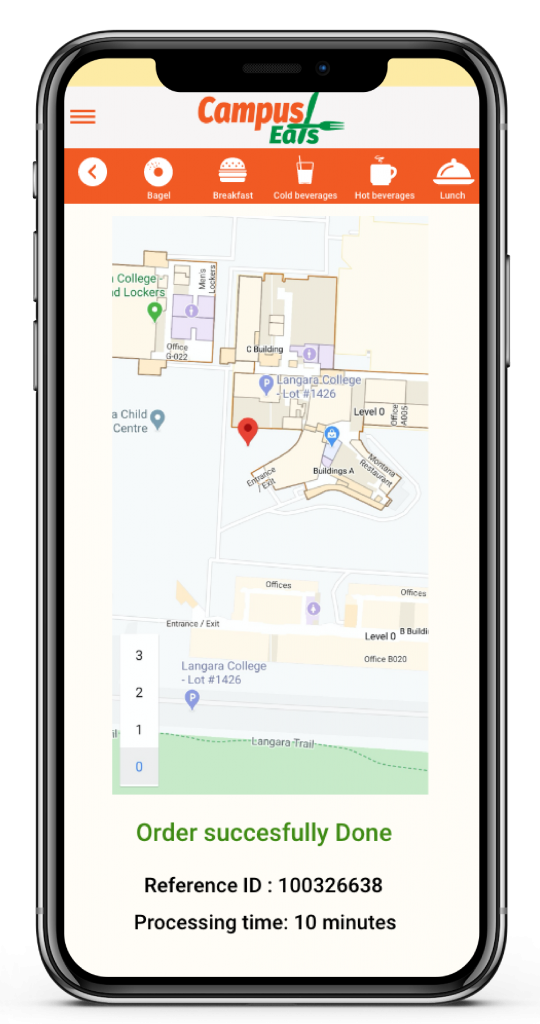 Campus
Eats
Bagel
Breakfast
Cold beverages
Hot beverages
Lunch
College
Lockers
Men's
Lockers
Office
G-022
C Building
P
Langara College
- Lot #1426
Level 0
Office
A005
a Child
Centre
Entrance
/ Exit
Buildings A
Montana
Restaurant
Offices
Offices
Entrance / Exit
Level 0
B Buildi
Office B020
Langara College
- Lot #1426
P
3
2
1
0
Langara Trail
Order succesfully Done
Reference ID : 100326638
Processing time: 10 minutes